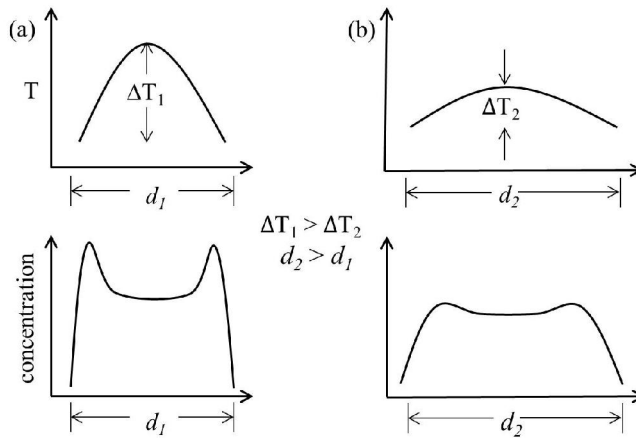 (a)
T
ΔT₁
d₁
(b)
ΔT₂
d₂
ΔT₁ > ΔT₂
d₂ > d₁
concentration
d₁
d₂